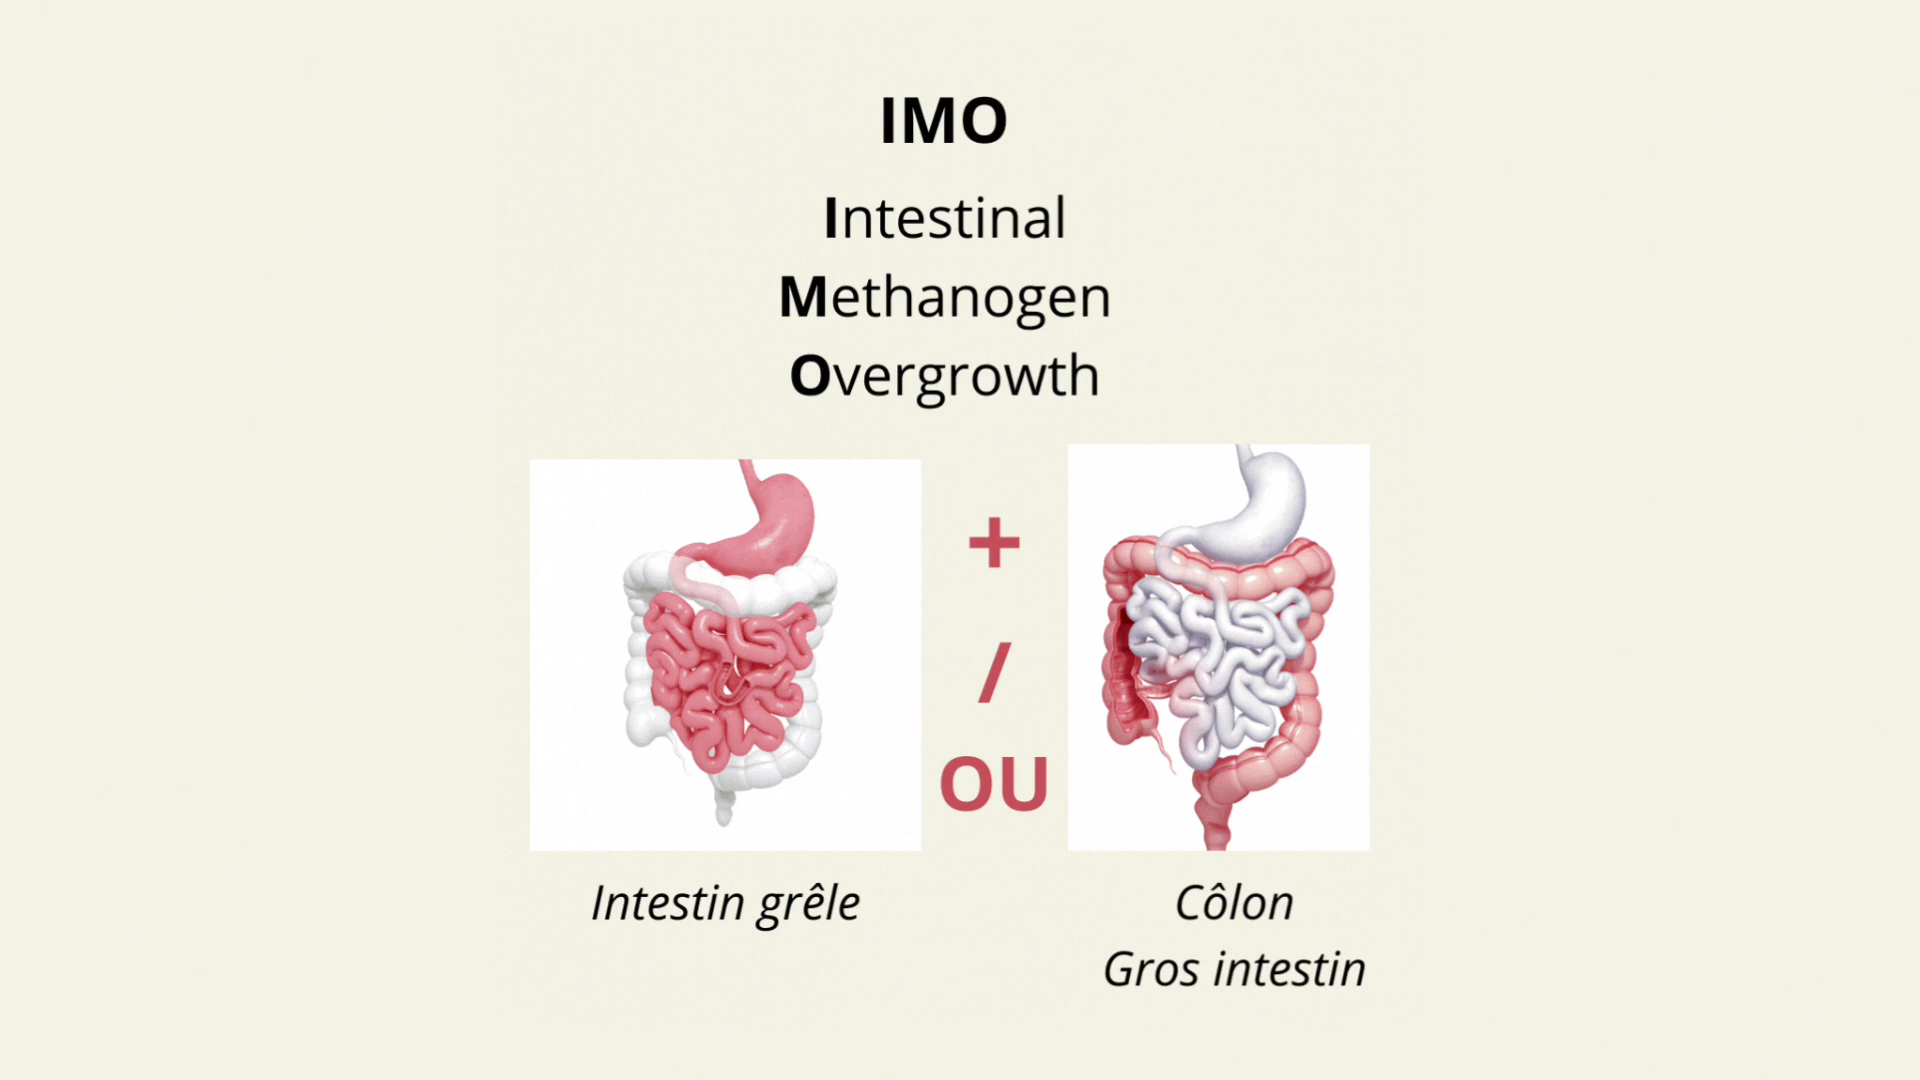 IMO
Intestinal
Methanogen
Overgrowth
+
/
OU
Intestin grêle
Côlon
Gros intestin